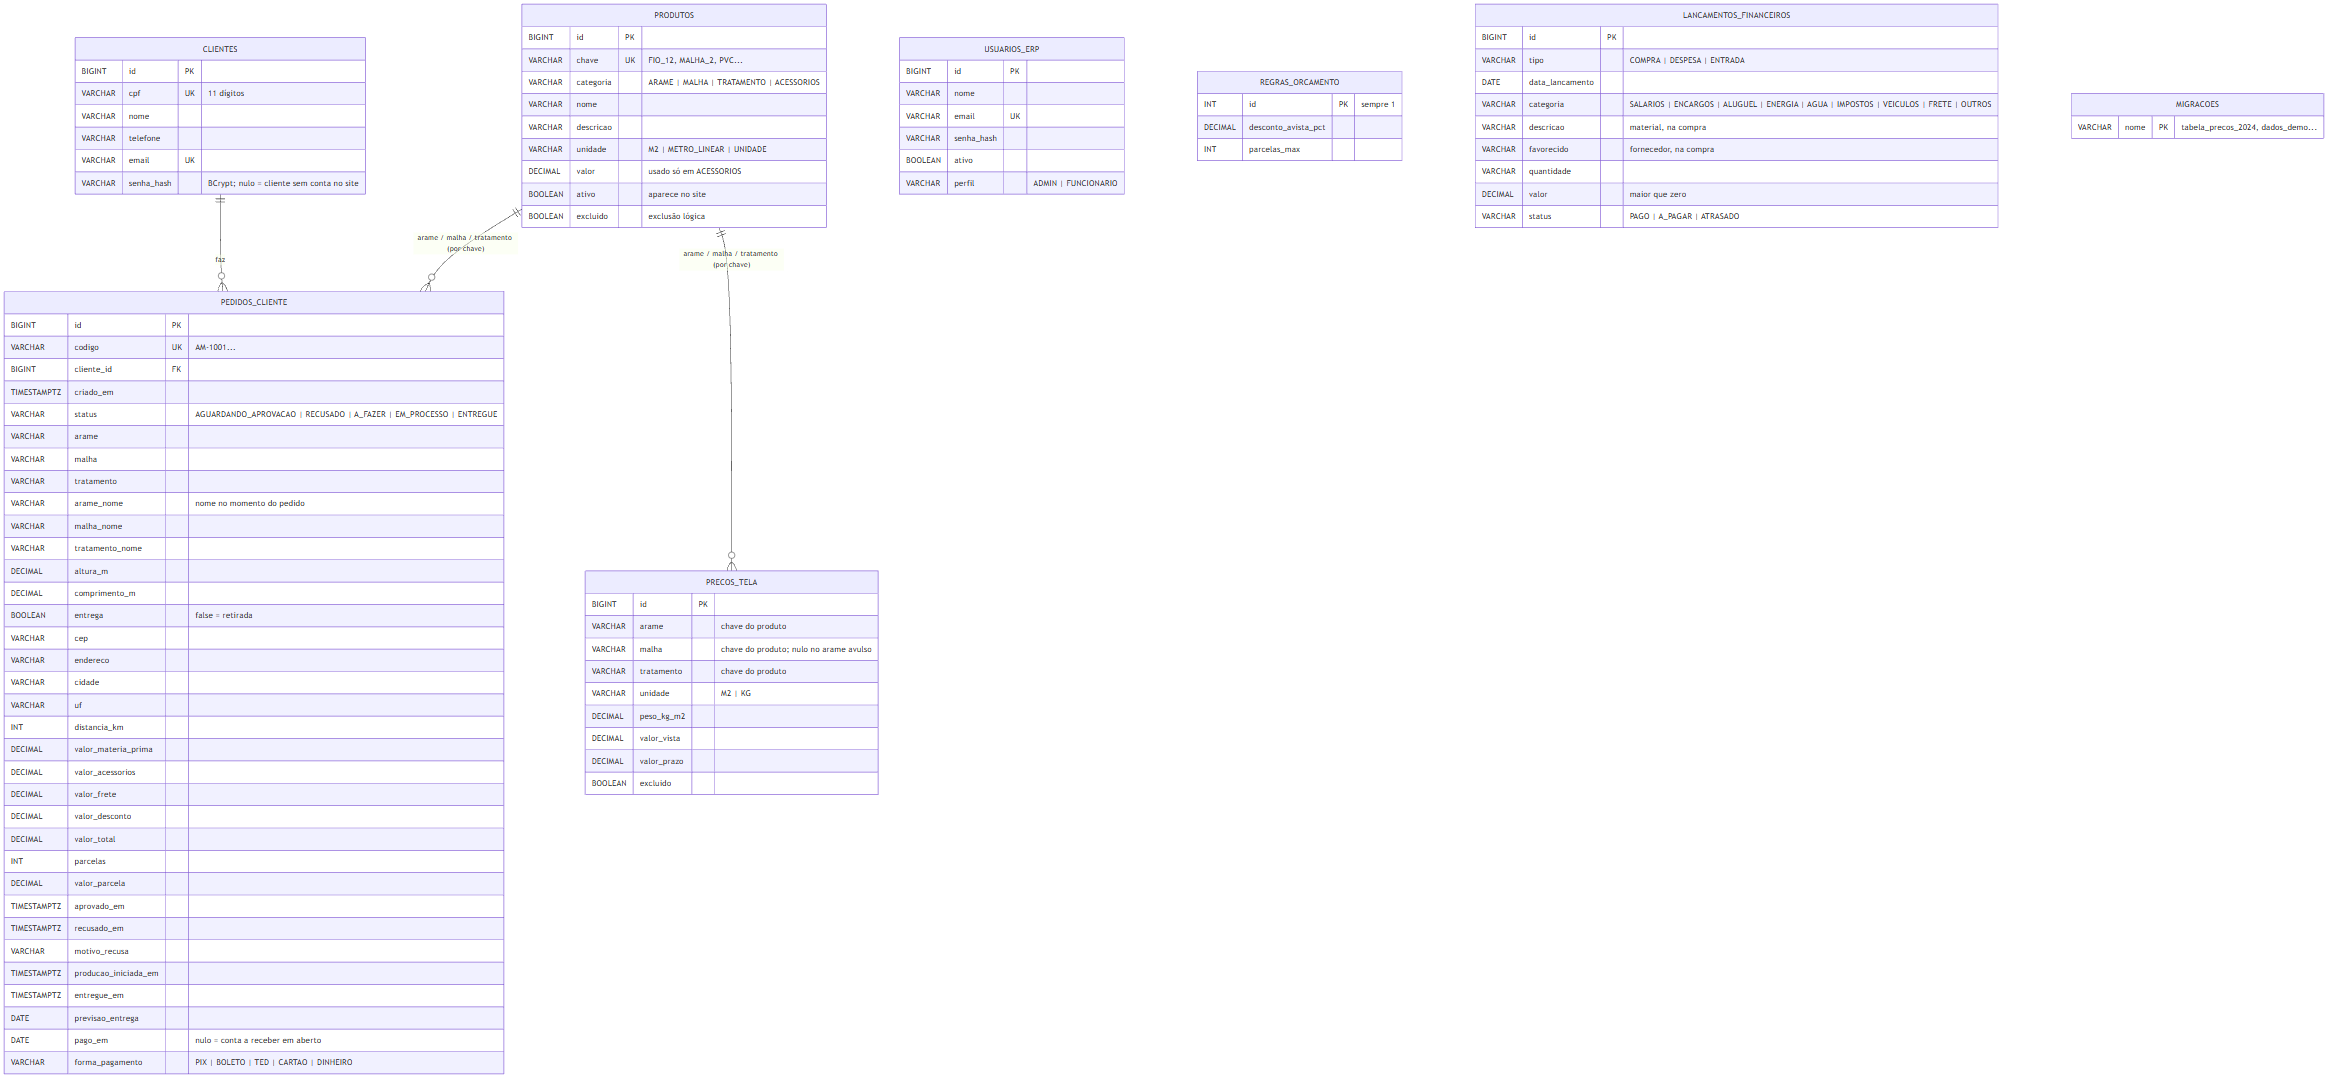 CLIENTES
BIGINT id PK
VARCHAR cpf UK 11 dígitos
VARCHAR nome
VARCHAR telefone
VARCHAR email UK
VARCHAR senha_hash BCrypt; nulo = cliente sem conta no site
PRODUTOS
BIGINT id PK
VARCHAR chave UK FIO_12, MALHA_2, PVC...
VARCHAR categoria ARAME | MALHA | TRATAMENTO | ACESSORIOS
VARCHAR nome
VARCHAR descricao
VARCHAR unidade M2 | METRO_LINEAR | UNIDADE
DECIMAL valor usado só em ACESSORIOS
BOOLEAN ativo aparece no site
BOOLEAN excluido exclusão lógica
USUARIOS_ERP
BIGINT id PK
VARCHAR nome
VARCHAR email UK
VARCHAR senha_hash
BOOLEAN ativo
VARCHAR perfil ADMIN | FUNCIONARIO
REGRAS_ORCAMENTO
INT id PK sempre 1
DECIMAL desconto_avista_pct
INT parcelas_max
LANCAMENTOS_FINANCEIROS
BIGINT id PK
VARCHAR tipo COMPRA | DESPESA | ENTRADA
DATE data_lancamento
VARCHAR categoria SALARIOS | ENCARGOS | ALUGUEL | ENERGIA | AGUA | IMPOSTOS | VEICULOS | FRETE | OUTROS
VARCHAR descricao material, na compra
VARCHAR favorecido fornecedor, na compra
VARCHAR quantidade
DECIMAL valor maior que zero
VARCHAR status PAGO | A_PAGAR | ATRASADO
MIGRACOES
VARCHAR nome PK tabela_precos_2024, dados_demo...
faz
arame / malha / tratamento
(por chave)
arame / malha / tratamento
(por chave)
PEDIDOS_CLIENTE
BIGINT id PK
VARCHAR codigo UK AM-1001...
BIGINT cliente_id FK
TIMESTAMPTZ criado_em
VARCHAR status AGUARDANDO_APROVACAO | RECUSADO | A_FAZER | EM_PROCESSO | ENTREGUE
VARCHAR arame
VARCHAR malha
VARCHAR tratamento
VARCHAR arame_nome nome no momento do pedido
VARCHAR malha_nome
VARCHAR tratamento_nome
DECIMAL altura_m
DECIMAL comprimento_m
BOOLEAN entrega false = retirada
VARCHAR cep
VARCHAR endereco
VARCHAR cidade
VARCHAR uf
INT distancia_km
DECIMAL valor_materia_prima
DECIMAL valor_acessorios
DECIMAL valor_frete
DECIMAL valor_desconto
DECIMAL valor_total
INT parcelas
DECIMAL valor_parcela
TIMESTAMPTZ aprovado_em
TIMESTAMPTZ recusado_em
VARCHAR motivo_recusa
TIMESTAMPTZ producao_iniciada_em
TIMESTAMPTZ entregue_em
DATE previsao_entrega
DATE pago_em nulo = conta a receber em aberto
VARCHAR forma_pagamento PIX | BOLETO | TED | CARTAO | DINHEIRO
PRECOS_TELA
BIGINT id PK
VARCHAR arame chave do produto
VARCHAR malha chave do produto; nulo no arame avulso
VARCHAR tratamento chave do produto
VARCHAR unidade M2 | KG
DECIMAL peso_kg_m2
DECIMAL valor_vista
DECIMAL valor_prazo
BOOLEAN excluido